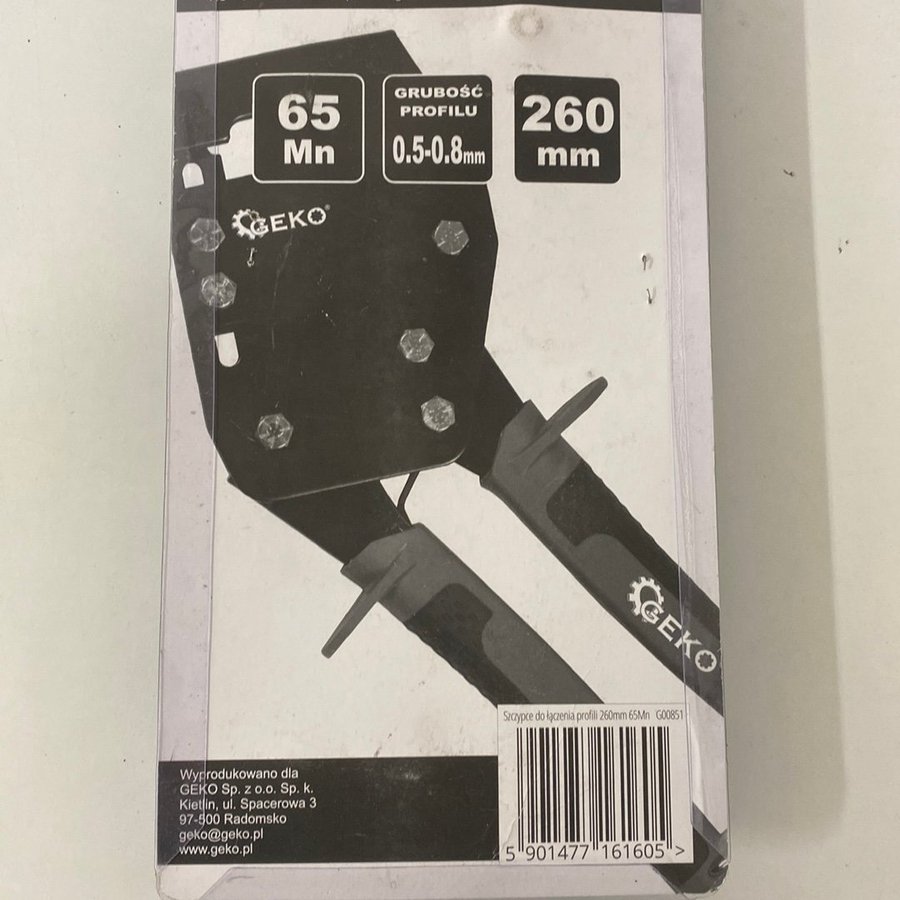 65
Mn
GRUBOŚĆ
PROFILU
0.5-0.8mm
260
mm
GEKO®
GEKO
Szczypce do łączenia profili 260mm 65Mn G00851
Wyprodukowano dla
GEKO Sp. z o.o. Sp. k.
Kietlin, ul. Spacerowa 3
97-500 Radomsko
geko@geko.pl
www.geko.pl
5 901477 161605 >